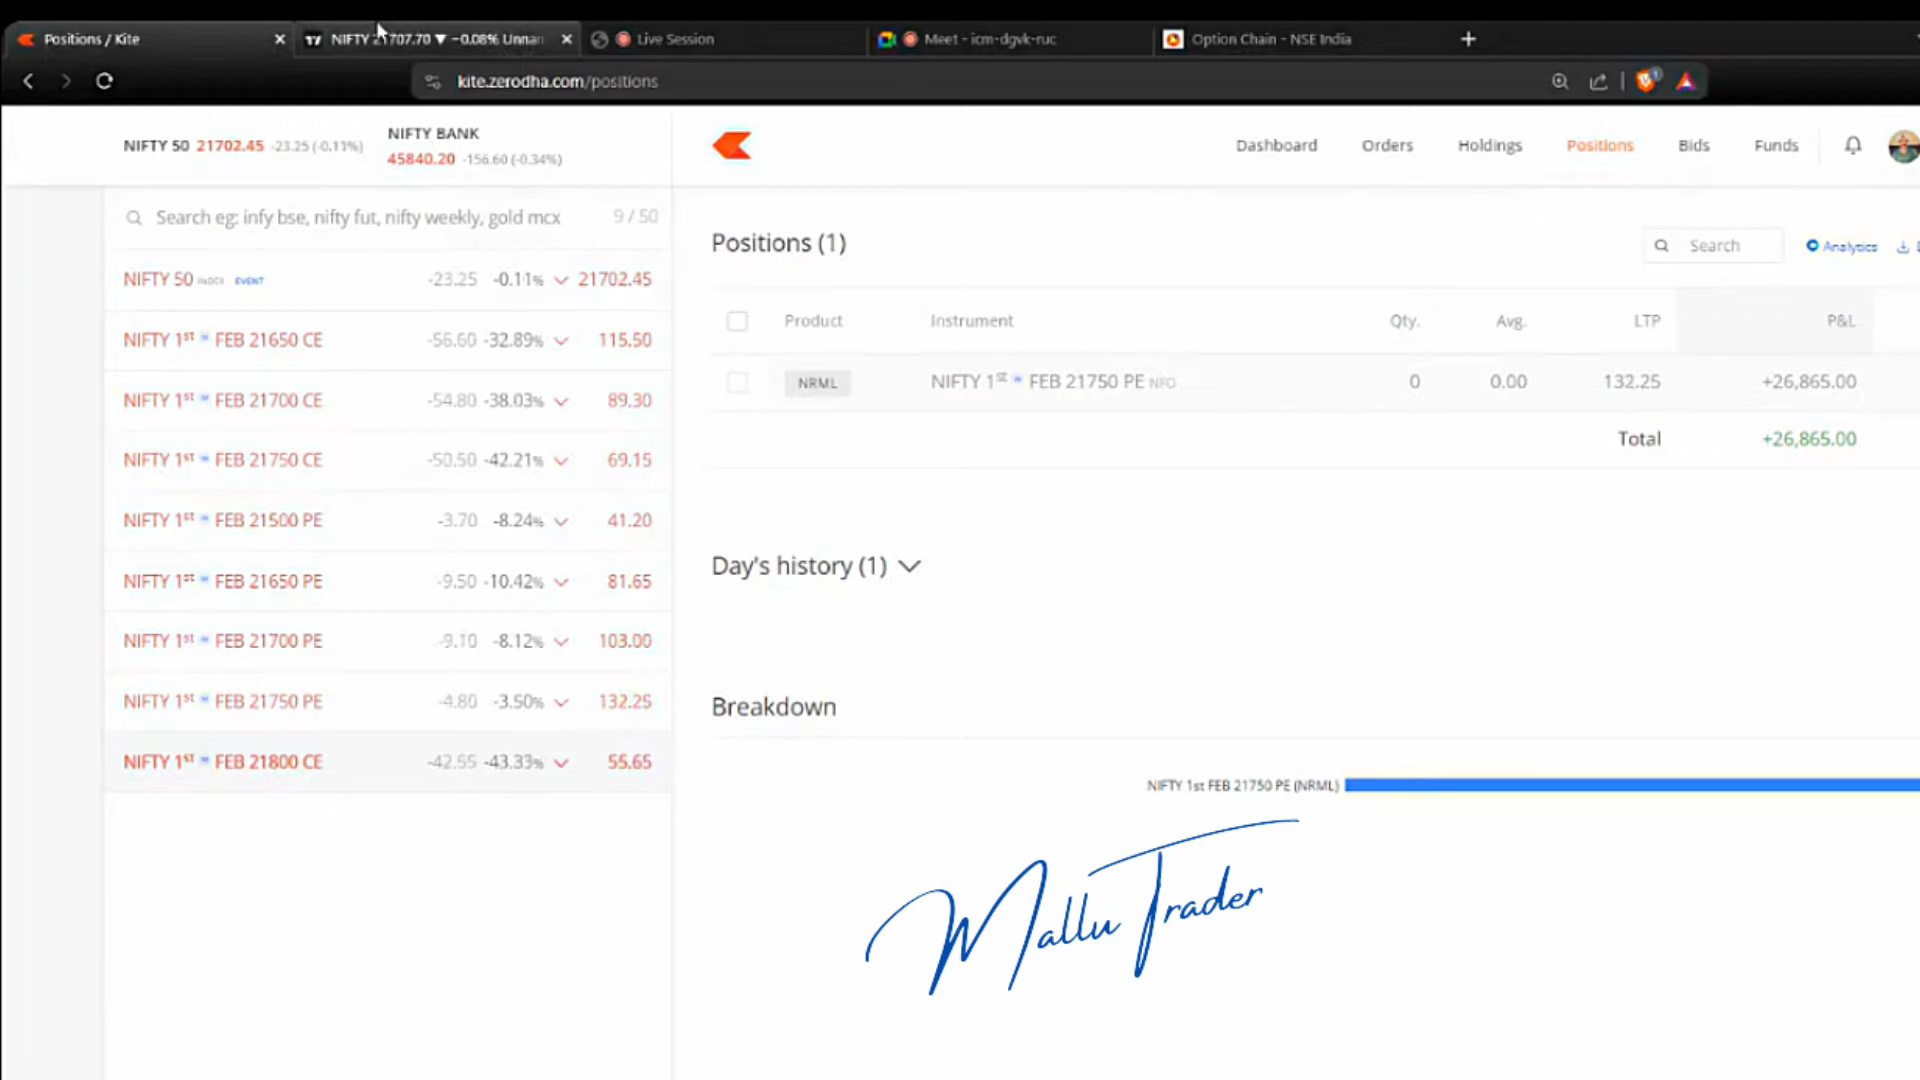 Positions / Kite
NIFTY 21707.70 ▼ −0.08% Unnar
Live Session
Meet - icm-dgvk-ruc
Option Chain - NSE India
kite.zerodha.com/positions
NIFTY 50 21702.45 -23.25 (-0.11%)
NIFTY BANK
45840.20 -156.60 (-0.34%)
Dashboard Orders Holdings Positions Bids Funds
Search eg: infy bse, nifty fut, nifty weekly, gold mcx 9 / 50
NIFTY 50 INDEX EVENT -23.25 -0.11% 21702.45
NIFTY 1st w FEB 21650 CE -56.60 -32.89% 115.50
NIFTY 1st w FEB 21700 CE -54.80 -38.03% 89.30
NIFTY 1st w FEB 21750 CE -50.50 -42.21% 69.15
NIFTY 1st w FEB 21500 PE -3.70 -8.24% 41.20
NIFTY 1st w FEB 21650 PE -9.50 -10.42% 81.65
NIFTY 1st w FEB 21700 PE -9.10 -8.12% 103.00
NIFTY 1st w FEB 21750 PE -4.80 -3.50% 132.25
NIFTY 1st w FEB 21800 CE -42.55 -43.33% 55.65
Positions (1)
Search
Analytics
Product Instrument Qty. Avg. LTP P&L
NRML NIFTY 1st w FEB 21750 PE NFO 0 0.00 132.25 +26,865.00
Total +26,865.00
Day's history (1)
Breakdown
NIFTY 1st FEB 21750 PE (NRML)
Mallu Trader